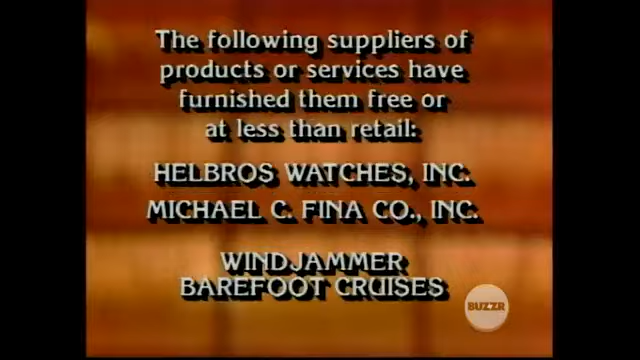 The following suppliers of
products or services have
furnished them free or
at less than retail:
HELBROS WATCHES, INC.
MICHAEL C. FINA CO., INC.
WINDJAMMER
BAREFOOT CRUISES
BUZZR